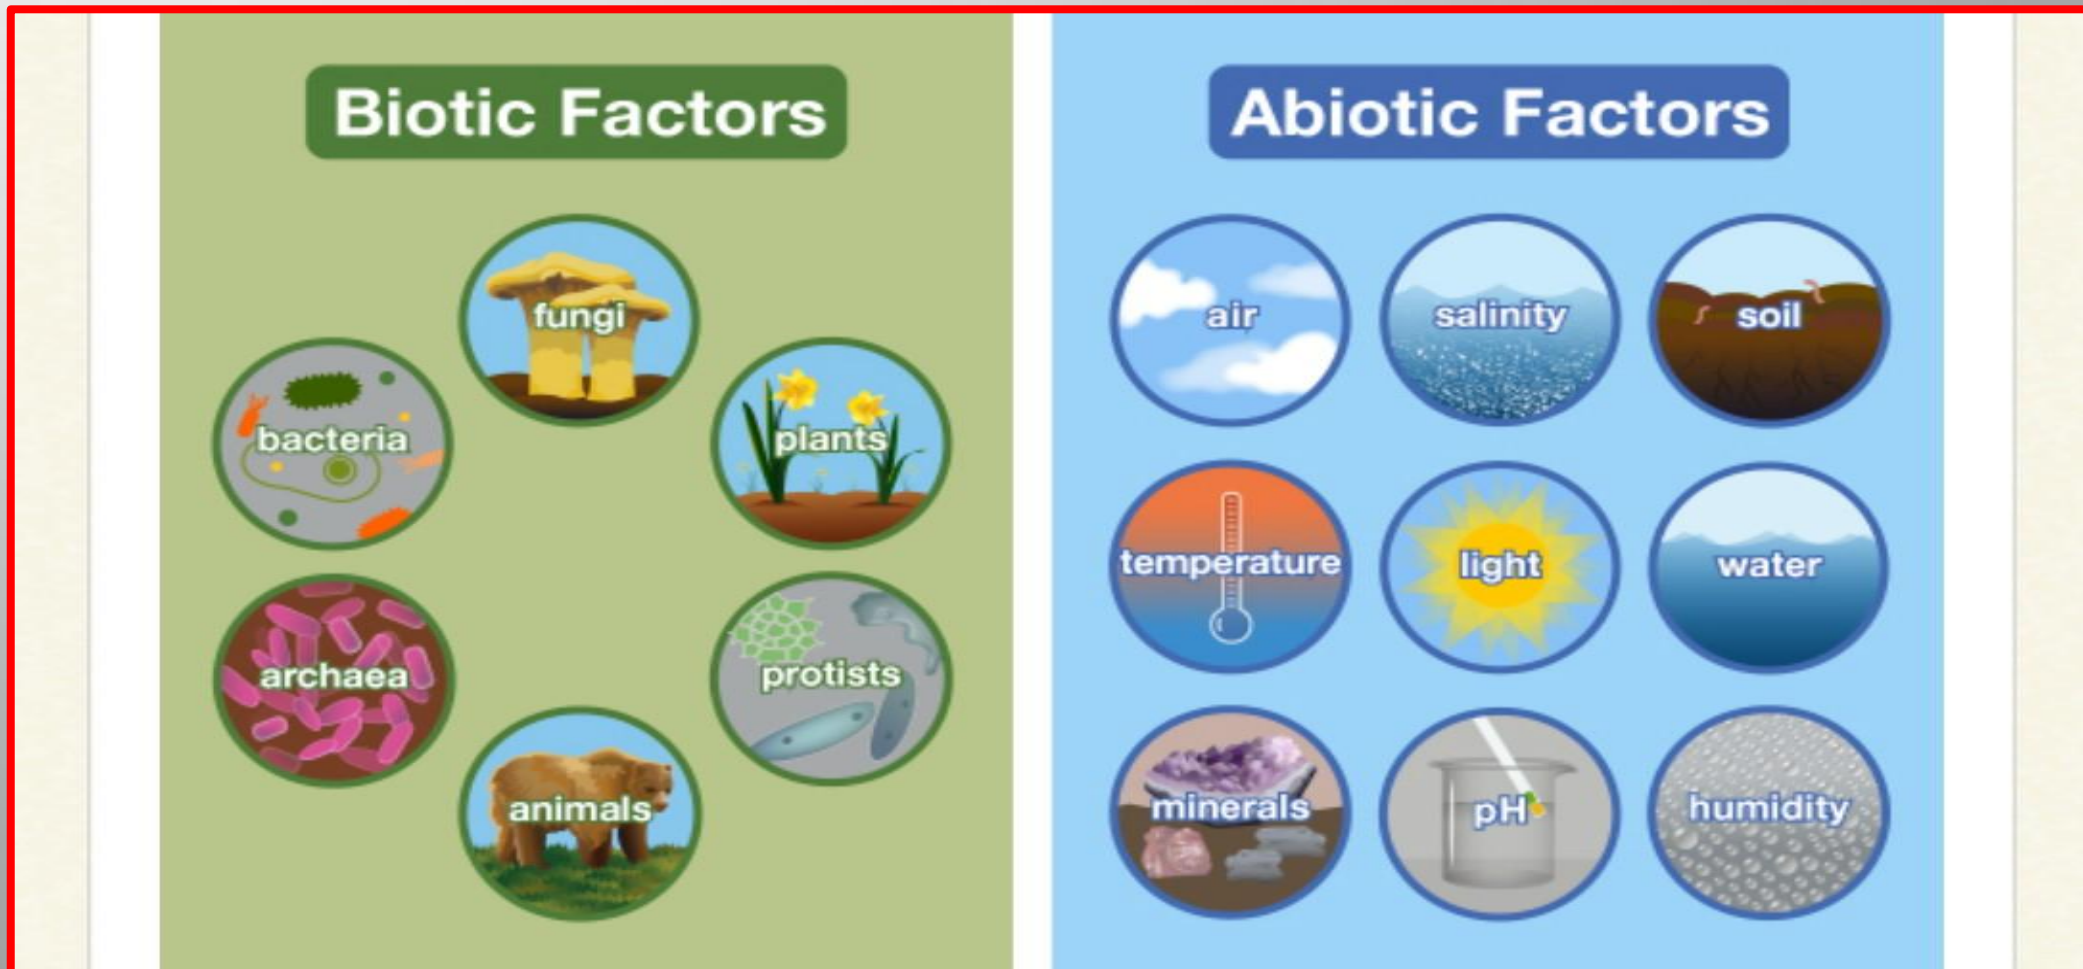 Biotic Factors
fungi
bacteria
plants
archaea
protists
animals
Abiotic Factors
air
salinity
soil
temperature
light
water
minerals
pH
humidity